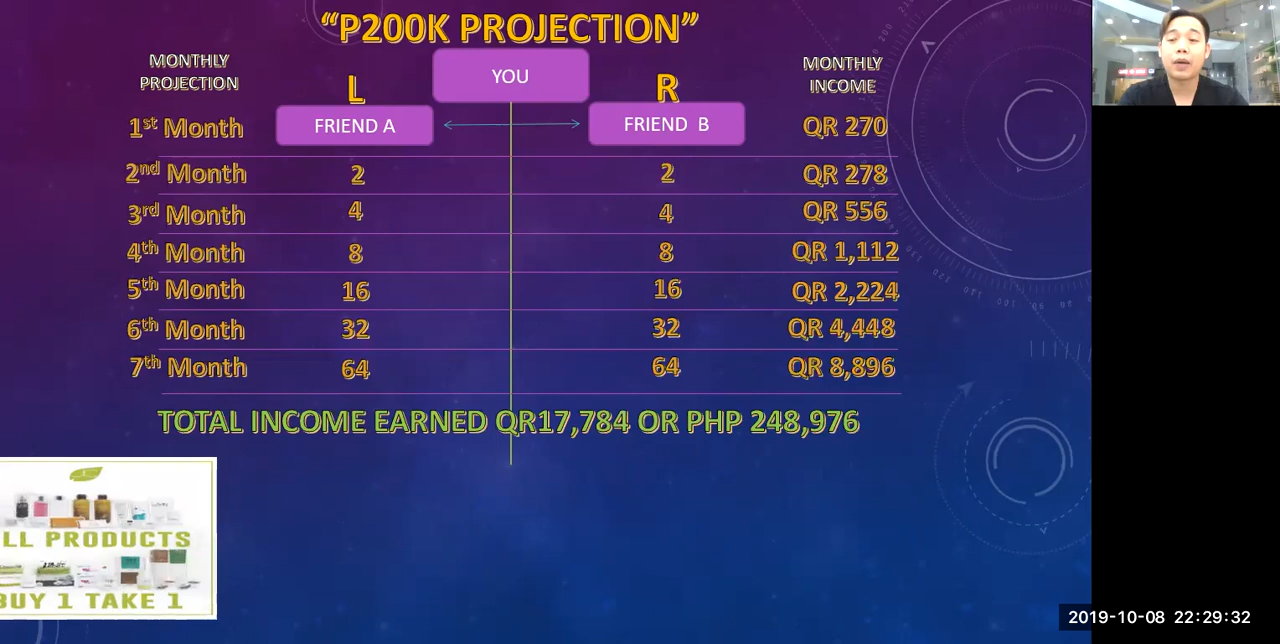 “P200K PROJECTION”
MONTHLY PROJECTION
L
YOU
R
MONTHLY INCOME
1st Month FRIEND A FRIEND B QR 270
2nd Month 2 2 QR 278
3rd Month 4 4 QR 556
4th Month 8 8 QR 1,112
5th Month 16 16 QR 2,224
6th Month 32 32 QR 4,448
7th Month 64 64 QR 8,896
TOTAL INCOME EARNED QR17,784 OR PHP 248,976
LL PRODUCTS
BUY 1 TAKE 1
2019-10-08 22:29:32